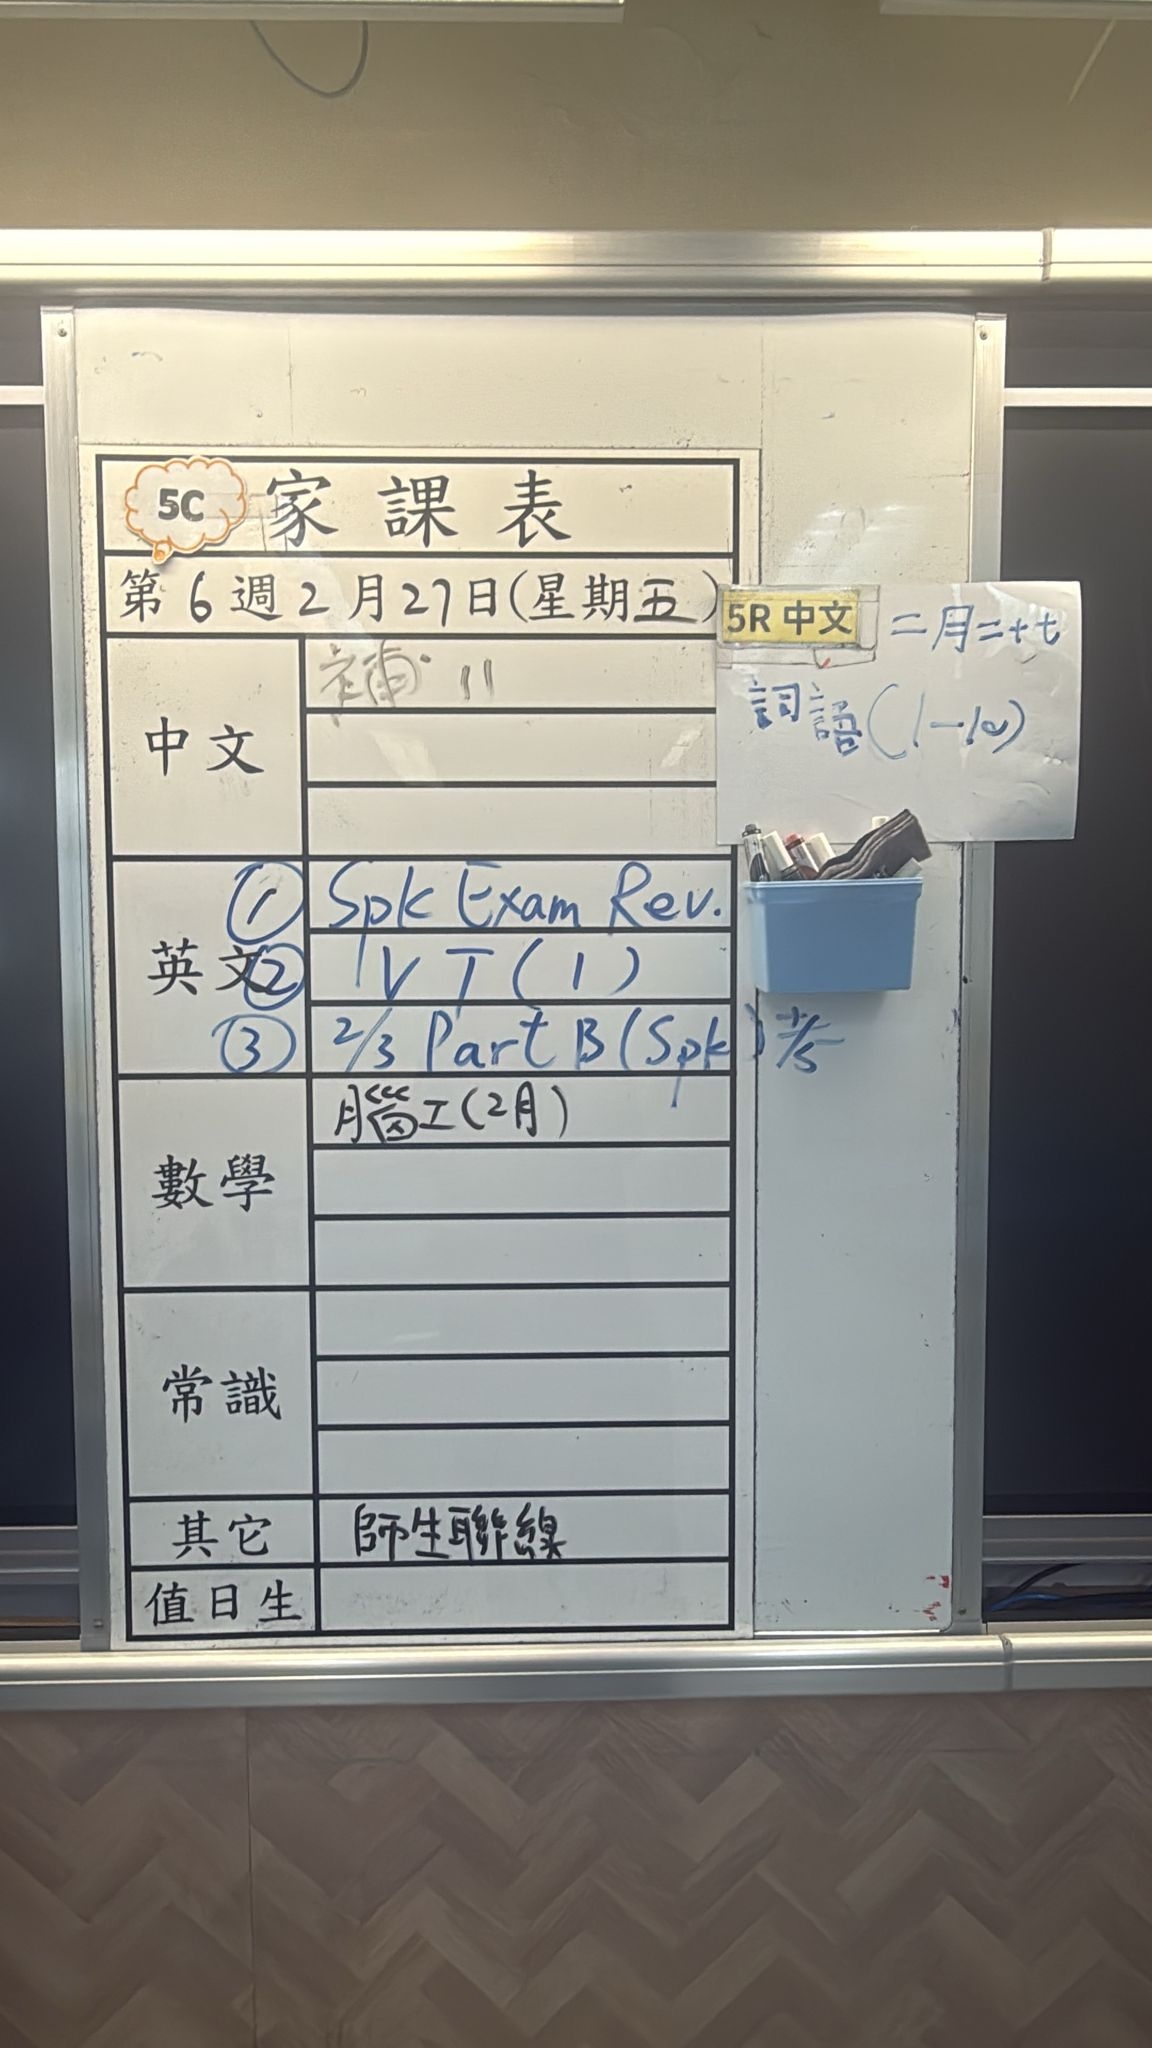 5C 家課表
第6週2月27日(星期五)
5R 中文 二月二十七
詞語(1-10)
中文
補11
英文
① Spk Exam Rev.
② VT(1)
③ 2/3 Part B (Spk)考
數學
腦工(2月)
常識
其它
師生聯線
值日生